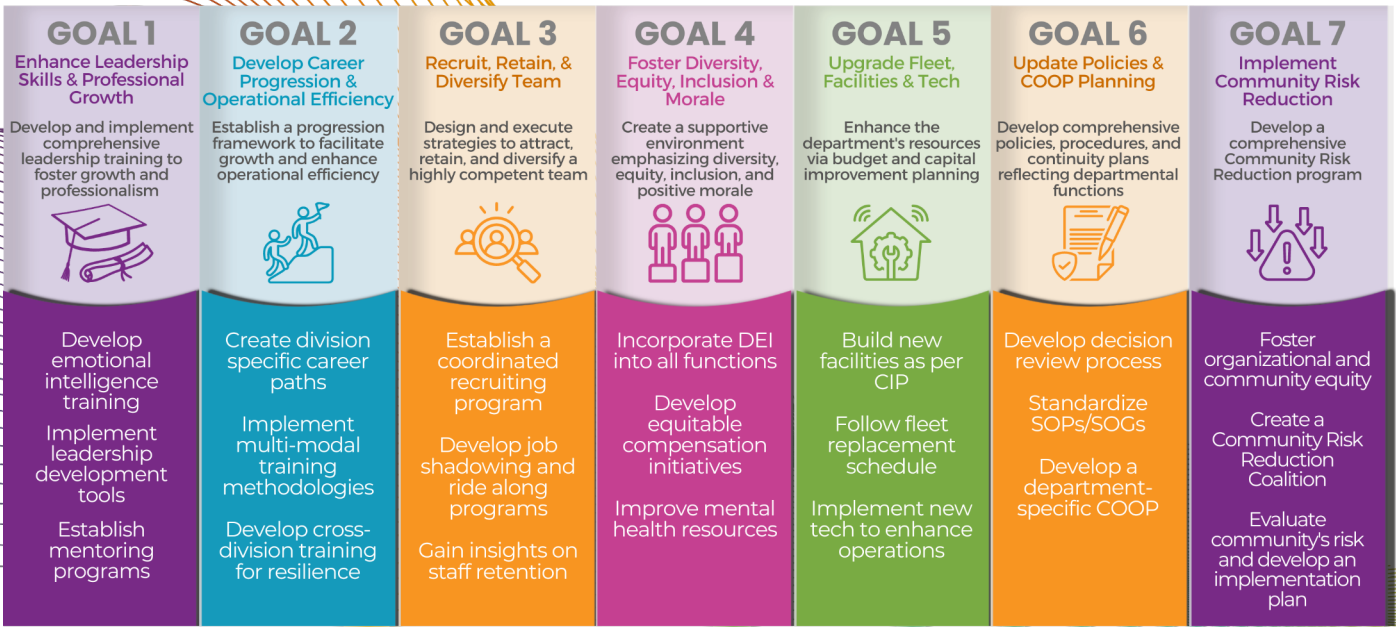 GOAL 1
Enhance Leadership
Skills & Professional
Growth
Develop and implement
comprehensive
leadership training to
foster growth and
professionalism
Develop
emotional
intelligence
training
Implement
leadership
development
tools
Establish
mentoring
programs
GOAL 2
Develop Career
Progression &
Operational Efficiency
Establish a progression
framework to facilitate
growth and enhance
operational efficiency
Create division
specific career
paths
Implement
multi-modal
training
methodologies
Develop cross-
division training
for resilience
GOAL 3
Recruit, Retain, &
Diversify Team
Design and execute
strategies to attract,
retain, and diversify a
highly competent team
Establish a
coordinated
recruiting
program
Develop job
shadowing and
ride along
programs
Gain insights on
staff retention
GOAL 4
Foster Diversity,
Equity, Inclusion &
Morale
Create a supportive
environment
emphasizing diversity,
equity, inclusion, and
positive morale
Incorporate DEI
into all functions
Develop
equitable
compensation
initiatives
Improve mental
health resources
GOAL 5
Upgrade Fleet,
Facilities & Tech
Enhance the
department's resources
via budget and capital
improvement planning
Build new
facilities as per
CIP
Follow fleet
replacement
schedule
Implement new
tech to enhance
operations
GOAL 6
Update Policies &
COOP Planning
Develop comprehensive
policies, procedures, and
continuity plans
reflecting departmental
functions
Develop decision
review process
Standardize
SOPs/SOGs
Develop a
department-
specific COOP
GOAL 7
Implement
Community Risk
Reduction
Develop a
comprehensive
Community Risk
Reduction program
Foster
organizational and
community equity
Create a
Community Risk
Reduction
Coalition
Evaluate
community's risk
and develop an
implementation
plan